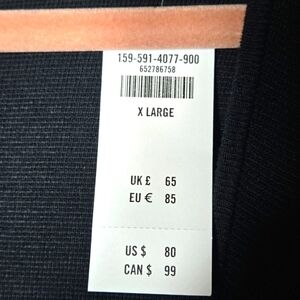 159-591-4077-900
652786758
X LARGE
UK £ 65
EU € 85
US $ 80
CAN $ 99